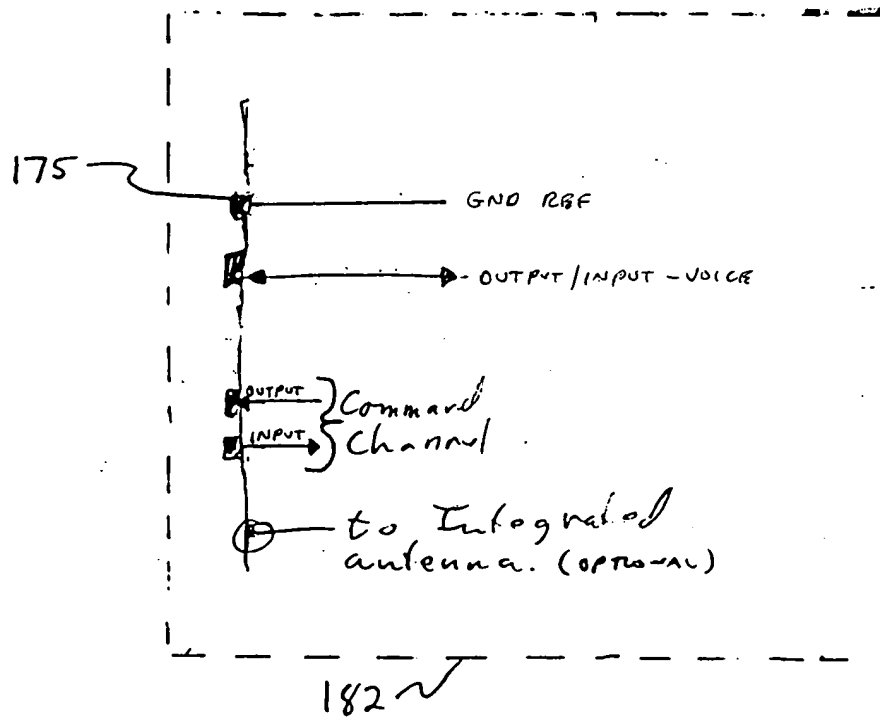 175
GND REF
OUTPUT/INPUT-VOICE
OUTPUT
Command
INPUT
Channel
to Integrated
antenna. (OPTIONAL)
182